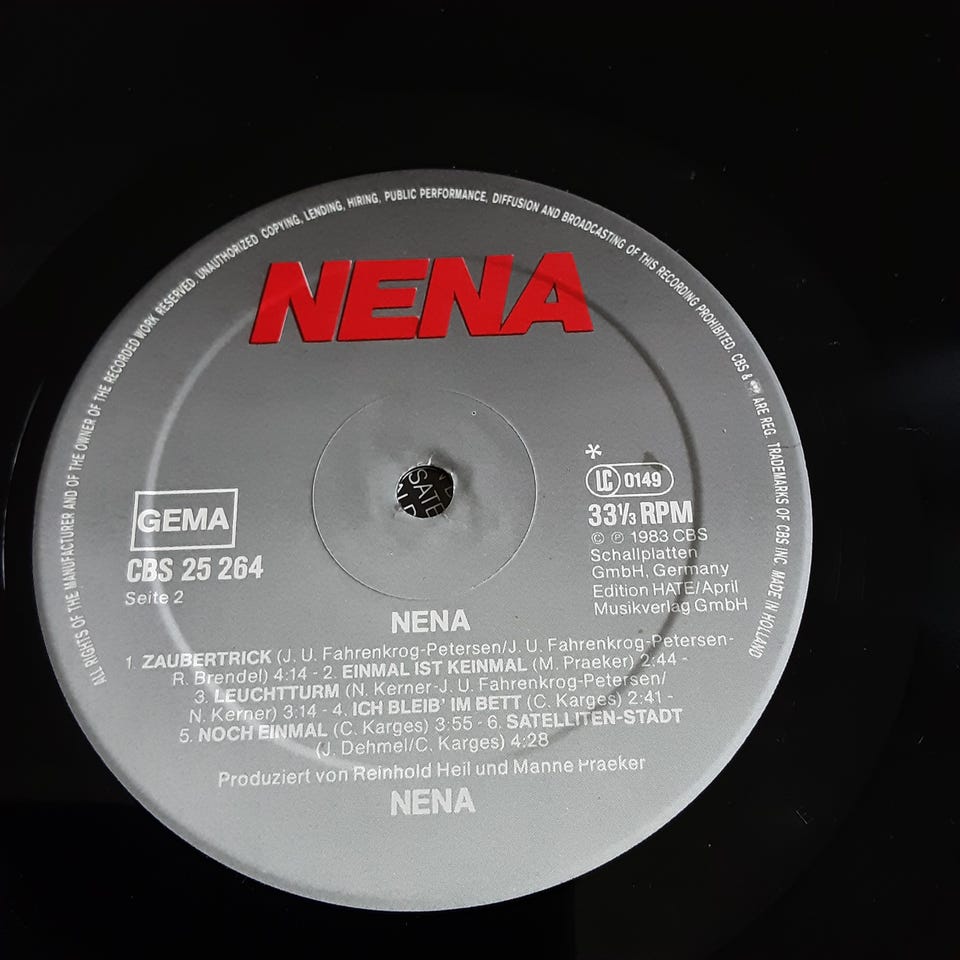 ALL RIGHTS OF THE MANUFACTURER AND OF THE OWNER OF THE RECORDED WORK RESERVED. UNAUTHORIZED COPYING, LENDING, HIRING, PUBLIC PERFORMANCE, DIFFUSION AND BROADCASTING OF THIS RECORDING PROHIBITED. CBS & ARE REG. TRADEMARKS OF CBS INC. MADE IN HOLLAND
NENA
GEMA
CBS 25 264
Seite 2
*
LC 0149
33⅓ RPM
© ℗ 1983 CBS
Schallplatten
GmbH, Germany
Edition HATE/April
Musikverlag GmbH
SATE
NENA
1. ZAUBERTRICK (J. U. Fahrenkrog-Petersen/J. U. Fahrenkrog-Petersen-
R. Brendel) 4:14 - 2. EINMAL IST KEINMAL (M. Praeker) 2:44 -
3. LEUCHTTURM (N. Kerner-J. U. Fahrenkrog-Petersen/
N. Kerner) 3:14 - 4. ICH BLEIB' IM BETT (C. Karges) 2:41 -
5. NOCH EINMAL (C. Karges) 3:55 - 6. SATELLITEN-STADT
(J. Dehmel/C. Karges) 4:28
Produziert von Reinhold Heil und Manne Praeker
NENA